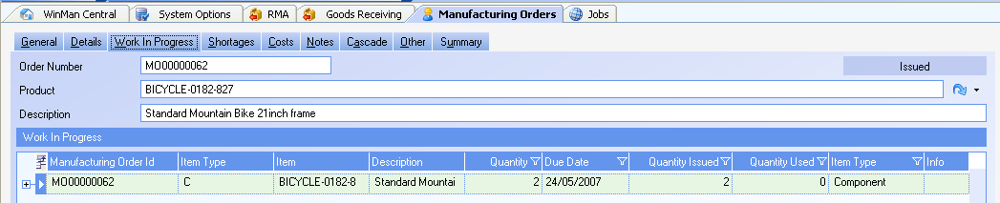 WinMan Central System Options RMA Goods Receiving Manufacturing Orders Jobs
General Details Work In Progress Shortages Costs Notes Cascade Other Summary
Order Number MO00000062 Issued
Product BICYCLE-0182-827
Description Standard Mountain Bike 21inch frame
Work In Progress
Manufacturing Order Id Item Type Item Description Quantity Due Date Quantity Issued Quantity Used Item Type Info
MO00000062 C BICYCLE-0182-8 Standard Mountai 2 24/05/2007 2 0 Component